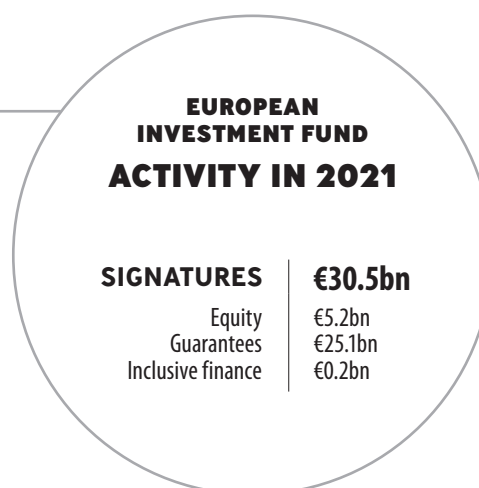 EUROPEAN
INVESTMENT FUND
ACTIVITY IN 2021
SIGNATURES €30.5bn
Equity €5.2bn
Guarantees €25.1bn
Inclusive finance €0.2bn